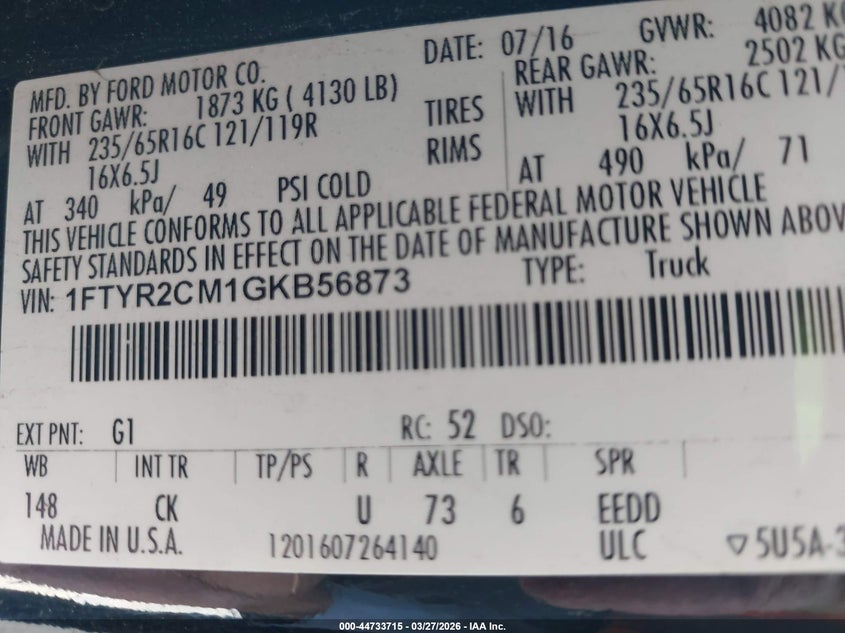 MFD. BY FORD MOTOR CO.
DATE: 07/16
GVWR: 4082 KG
FRONT GAWR: 1873 KG ( 4130 LB)
REAR GAWR: 2502 KG
WITH 235/65R16C 121/119R
TIRES
WITH 235/65R16C 121/
16X6.5J
RIMS
16X6.5J
AT 340 kPa/ 49 PSI COLD
AT 490 kPa/ 71
THIS VEHICLE CONFORMS TO ALL APPLICABLE FEDERAL MOTOR VEHICLE
SAFETY STANDARDS IN EFFECT ON THE DATE OF MANUFACTURE SHOWN ABOV
VIN: 1FTYR2CM1GKB56873
TYPE: Truck
EXT PNT: G1
RC: 52 DSO:
WB INT TR TP/PS R AXLE TR SPR
148 CK U 73 6 EEDD
MADE IN U.S.A.
1201607264140
ULC
5U5A-3
000-44733715 | 03/27/2026 | IAA Inc.